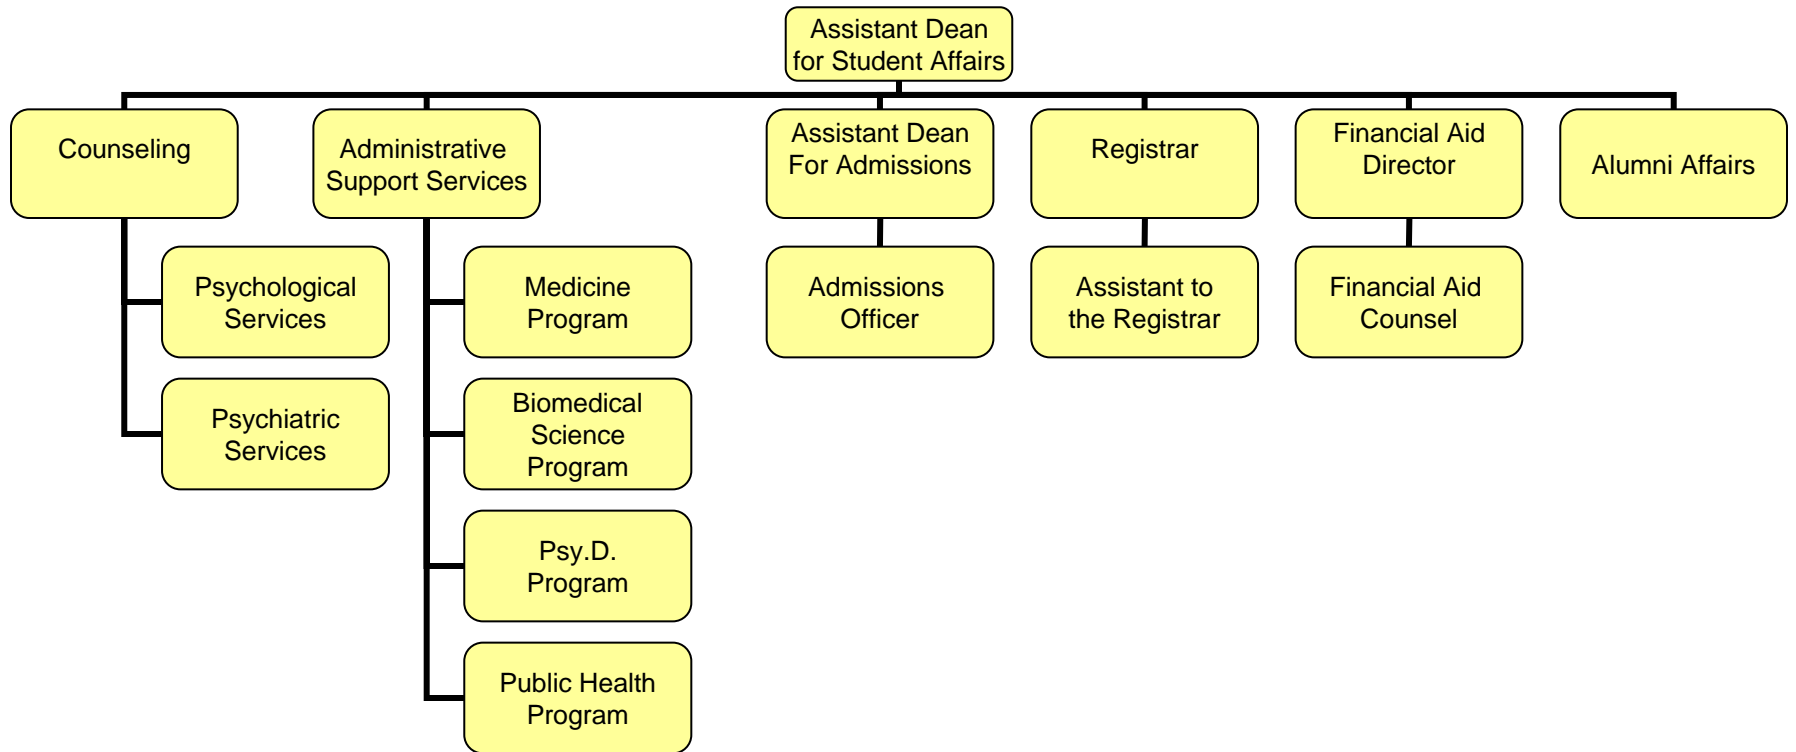 Assistant Dean
for Student Affairs
Counseling
Administrative
Support Services
Assistant Dean
For Admissions
Registrar
Financial Aid
Director
Alumni Affairs
Psychological
Services
Medicine
Program
Admissions
Officer
Assistant to
the Registrar
Financial Aid
Counsel
Psychiatric
Services
Biomedical
Science
Program
Psy.D.
Program
Public Health
Program